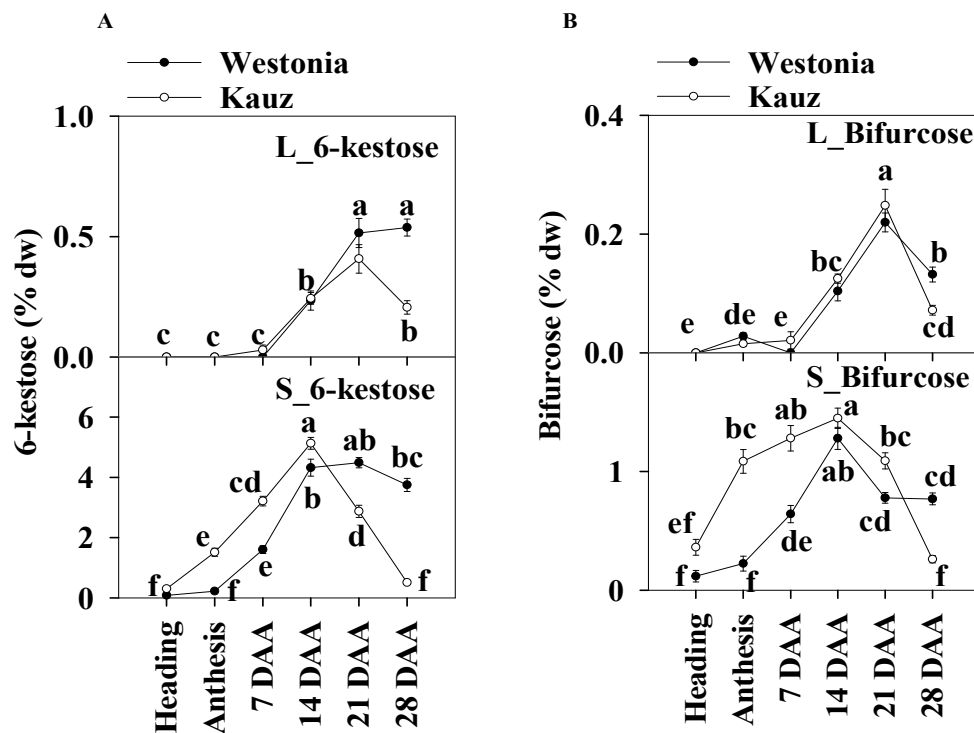 A
Westonia
Kauz
6-kestose (% dw)
1.0
0.5
0.0
L_6-kestose
a a
b
c c c
b
6
4
2
0
S_6-kestose
a
ab
bc
cd
b
e
d
e
f f f
Heading
Anthesis
7 DAA
14 DAA
21 DAA
28 DAA
B
Westonia
Kauz
Bifurcose (% dw)
0.4
0.2
0.0
L_Bifurcose
a
bc b
de
e e
cd
1
0
S_Bifurcose
a
ab
bc bc
ab
cd
cd
ef
de
f f f
Heading
Anthesis
7 DAA
14 DAA
21 DAA
28 DAA